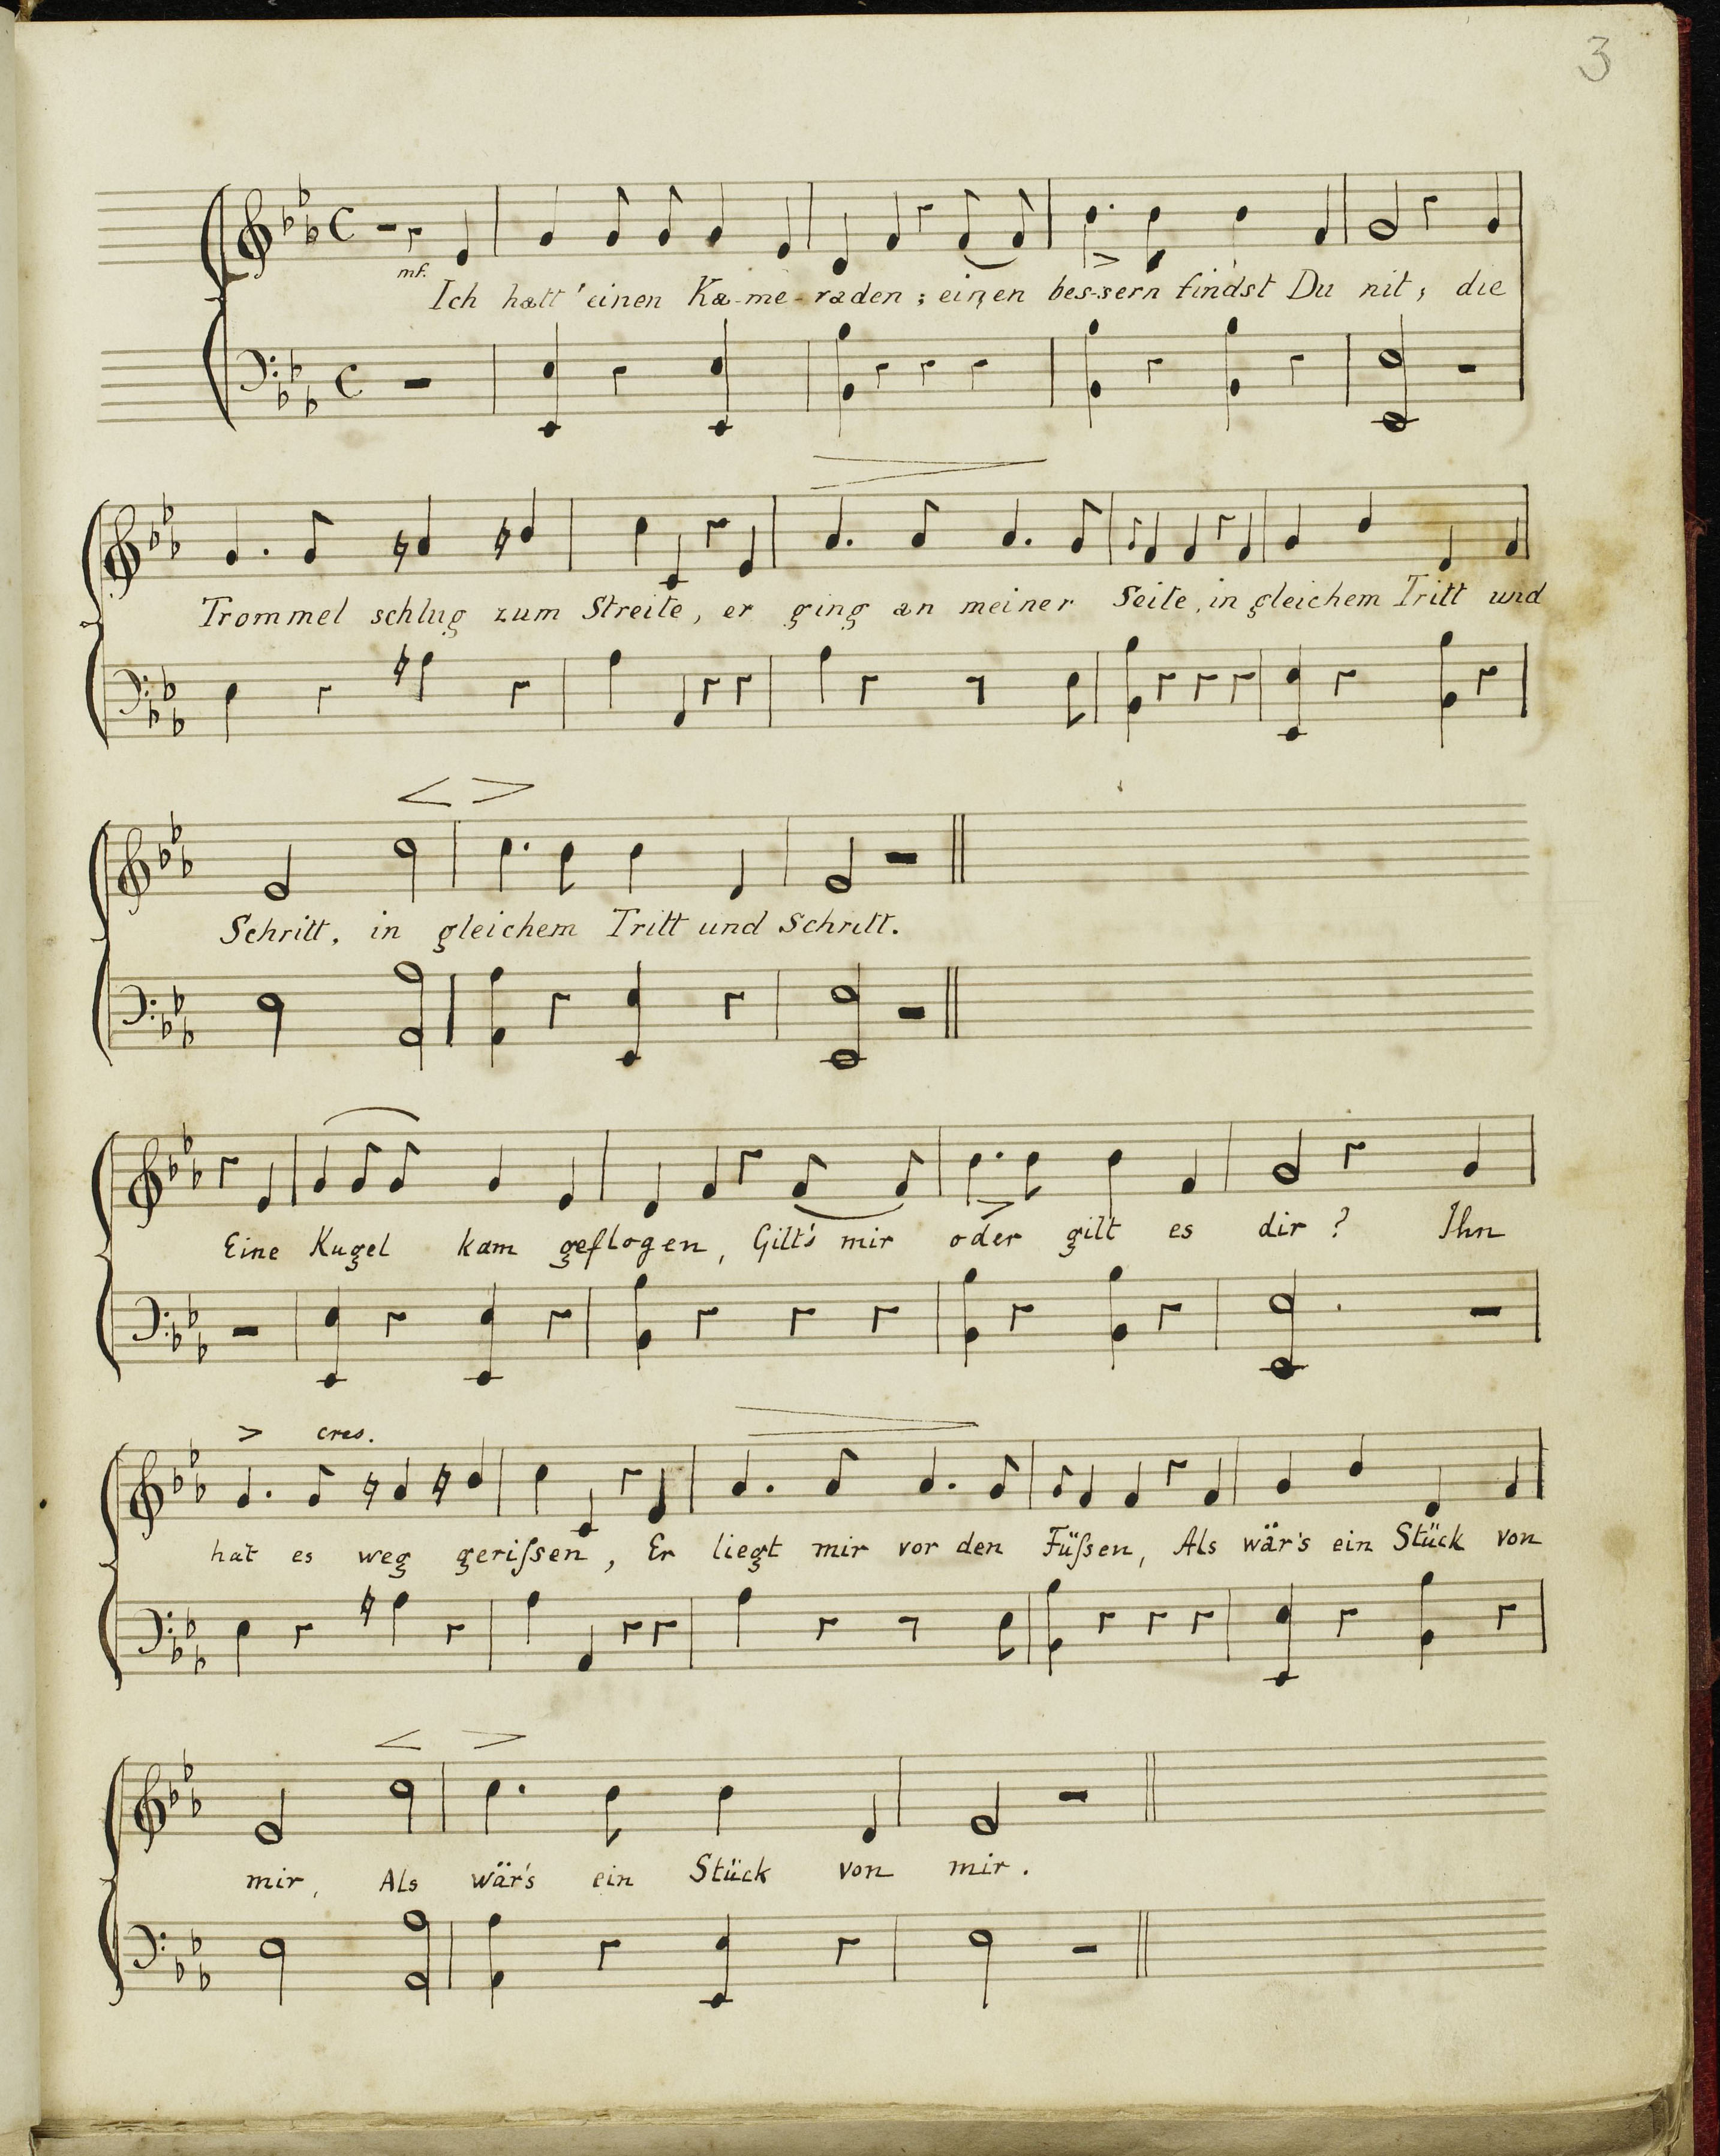 3
mf.
Ich hatt' einen Ka-me-raden; einen bes-sern findst Du nit; die
Trommel schlug zum Streite, er ging an meiner Seite, in gleichem Tritt und
Schritt, in gleichem Tritt und Schritt.
Eine Kugel kam geflogen, Gilt's mir oder gilt es dir? Ihn
cres.
hat es weg gerißen, Er liegt mir vor den Füßen, Als wär's ein Stück von
mir, Als wär's ein Stück von mir.